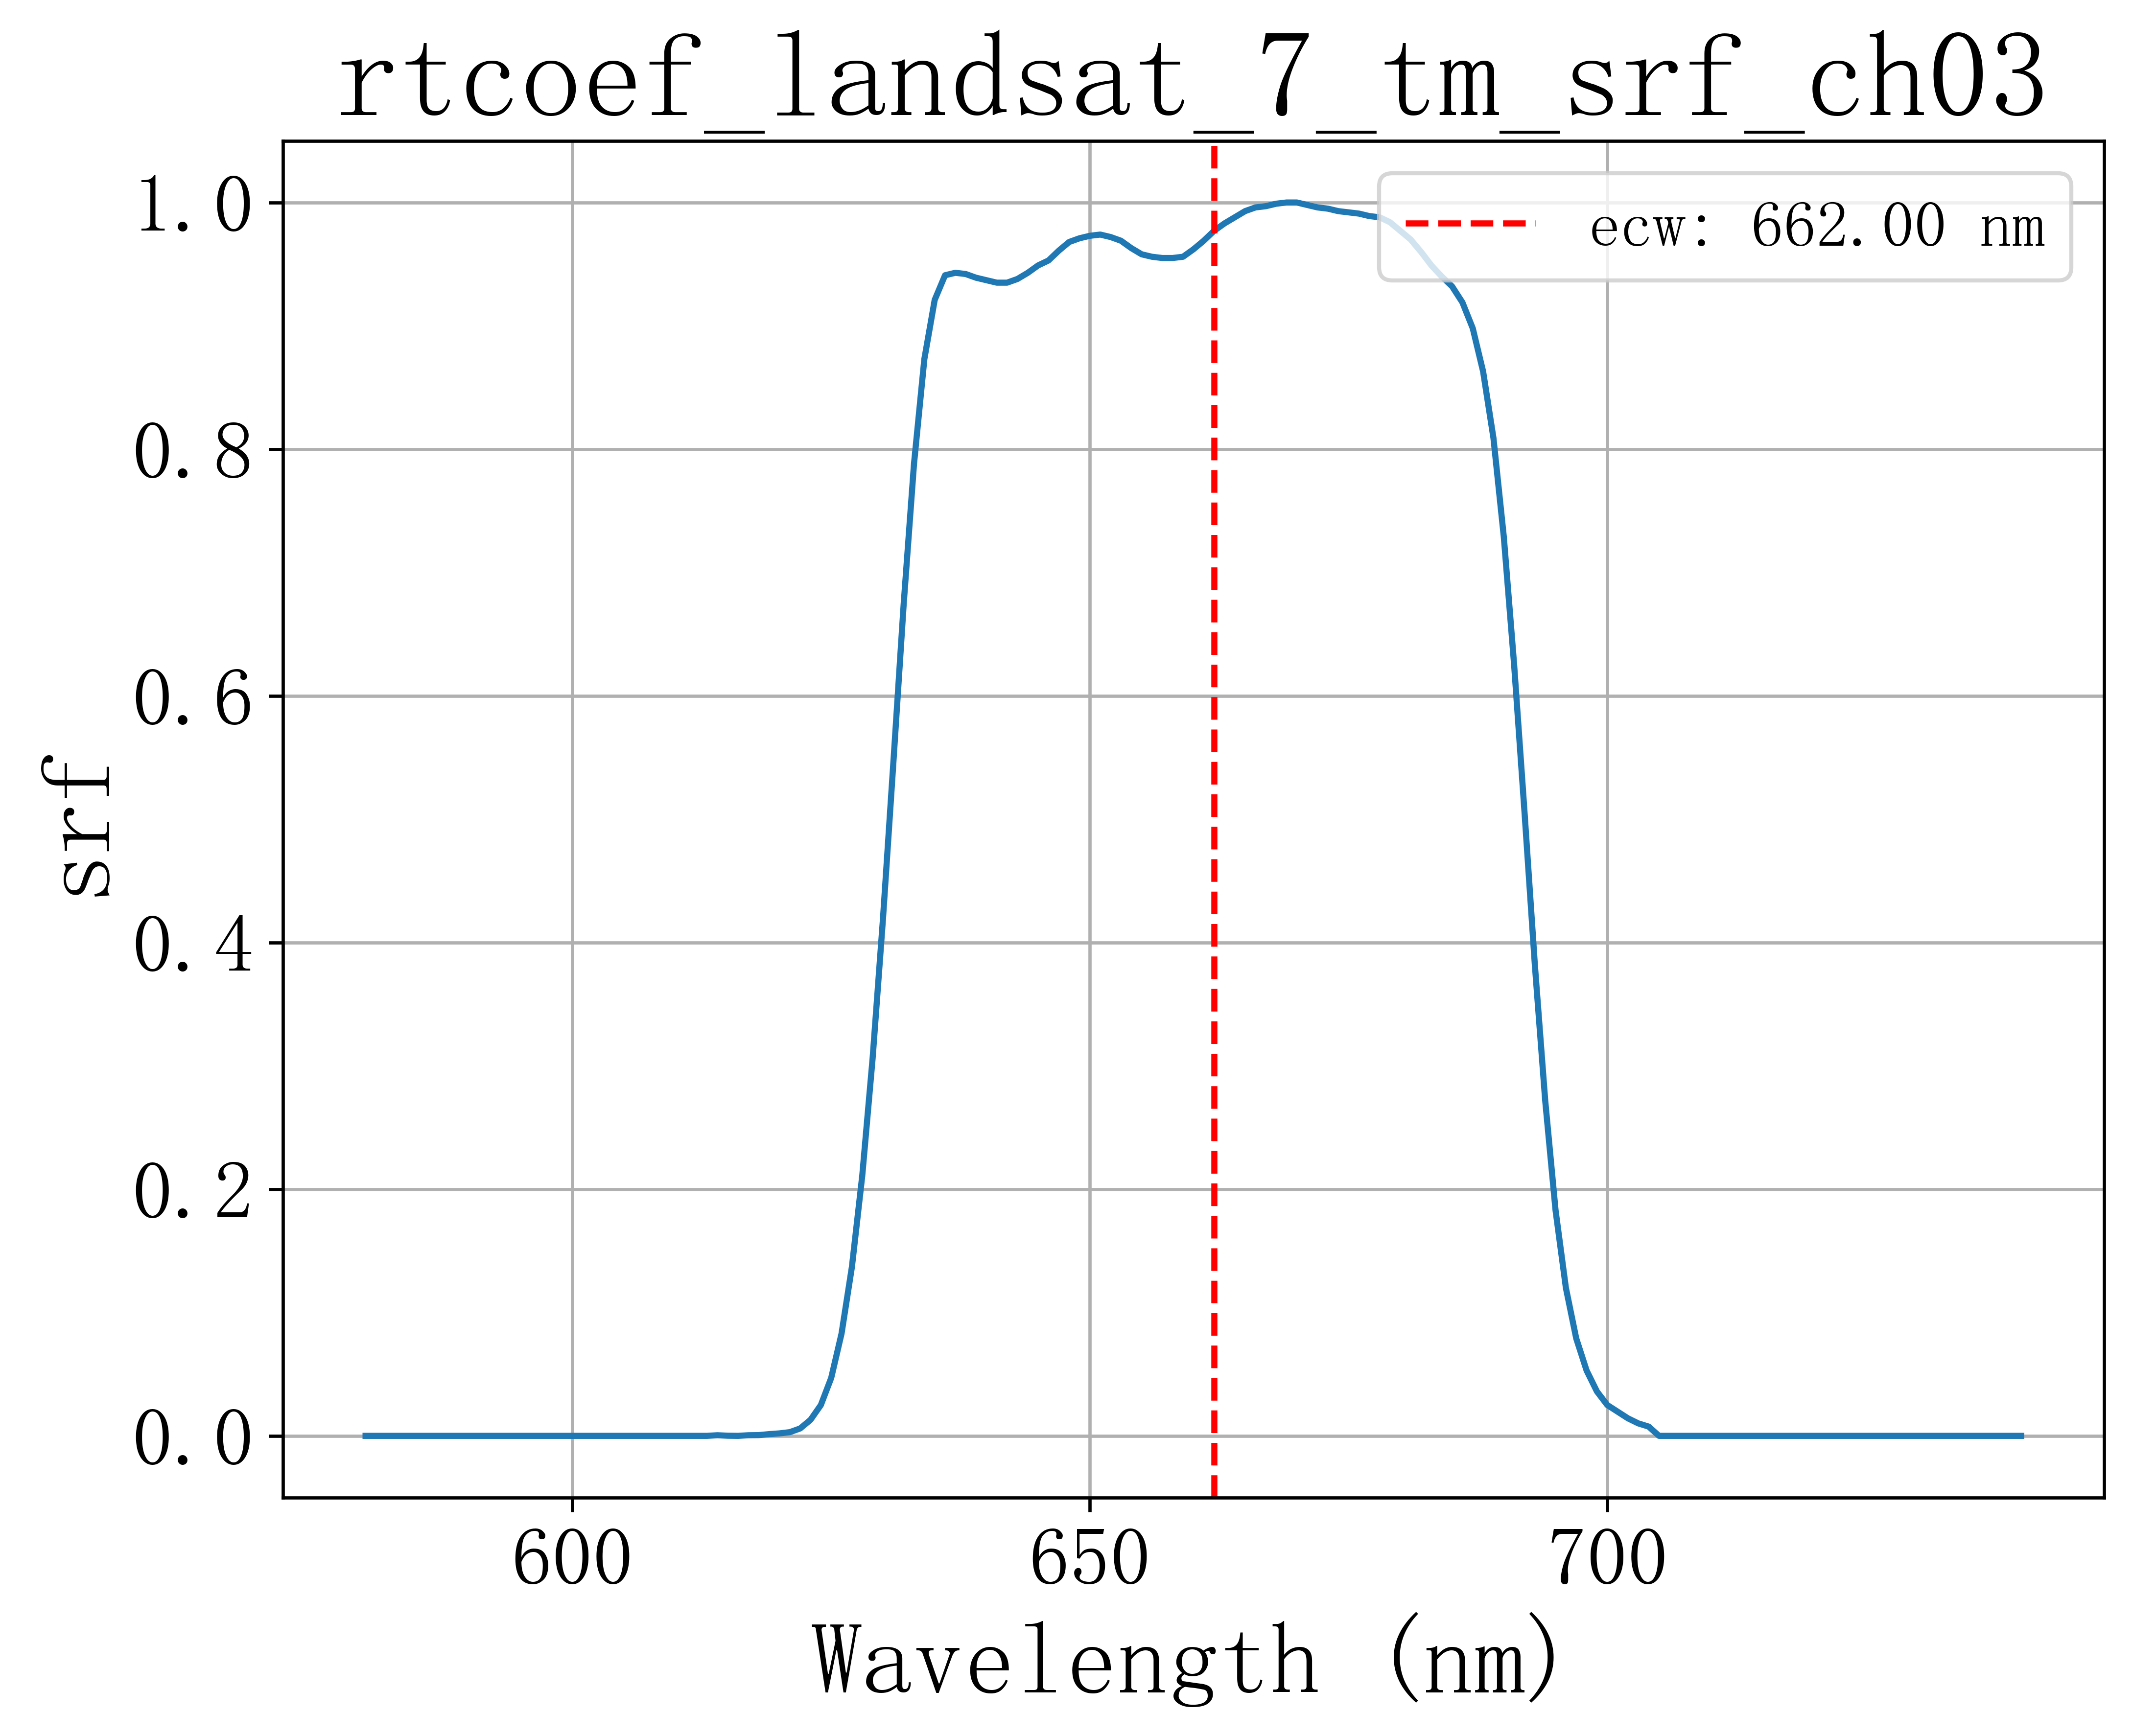 rtcoef_landsat_7_tm_srf_ch03
ecw: 662.00 nm
1.0
0.8
0.6
0.4
0.2
0.0
srf
600 650 700
Wavelength (nm)